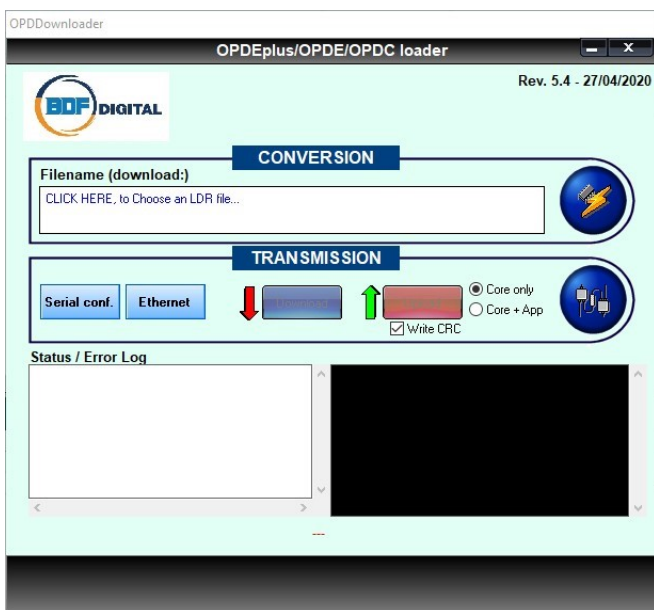 OPDDownloader
OPDEplus/OPDE/OPDC loader
Rev. 5.4 - 27/04/2020
BDF DIGITAL
CONVERSION
Filename (download:)
CLICK HERE, to Choose an LDR file...
TRANSMISSION
Serial conf.
Ethernet
Core only
Core + App
Write CRC
Status / Error Log
---